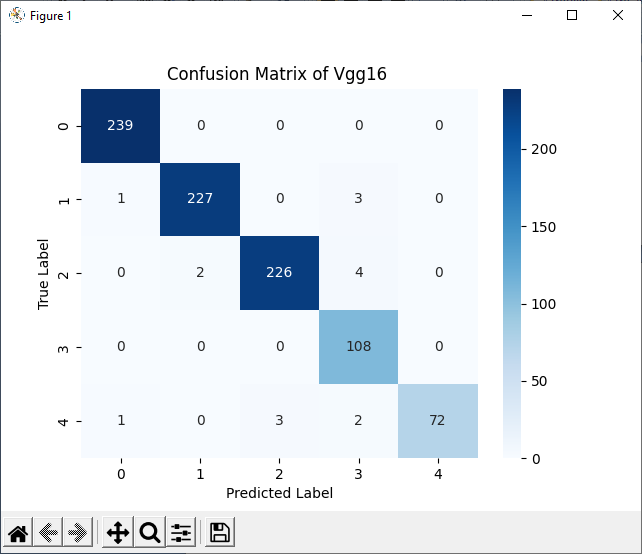 Figure 1
Confusion Matrix of Vgg16
0 239 0 0 0 0
1 1 227 0 3 0
2 0 2 226 4 0
3 0 0 0 108 0
4 1 0 3 2 72
0 1 2 3 4
True Label
Predicted Label
200
150
100
50
0